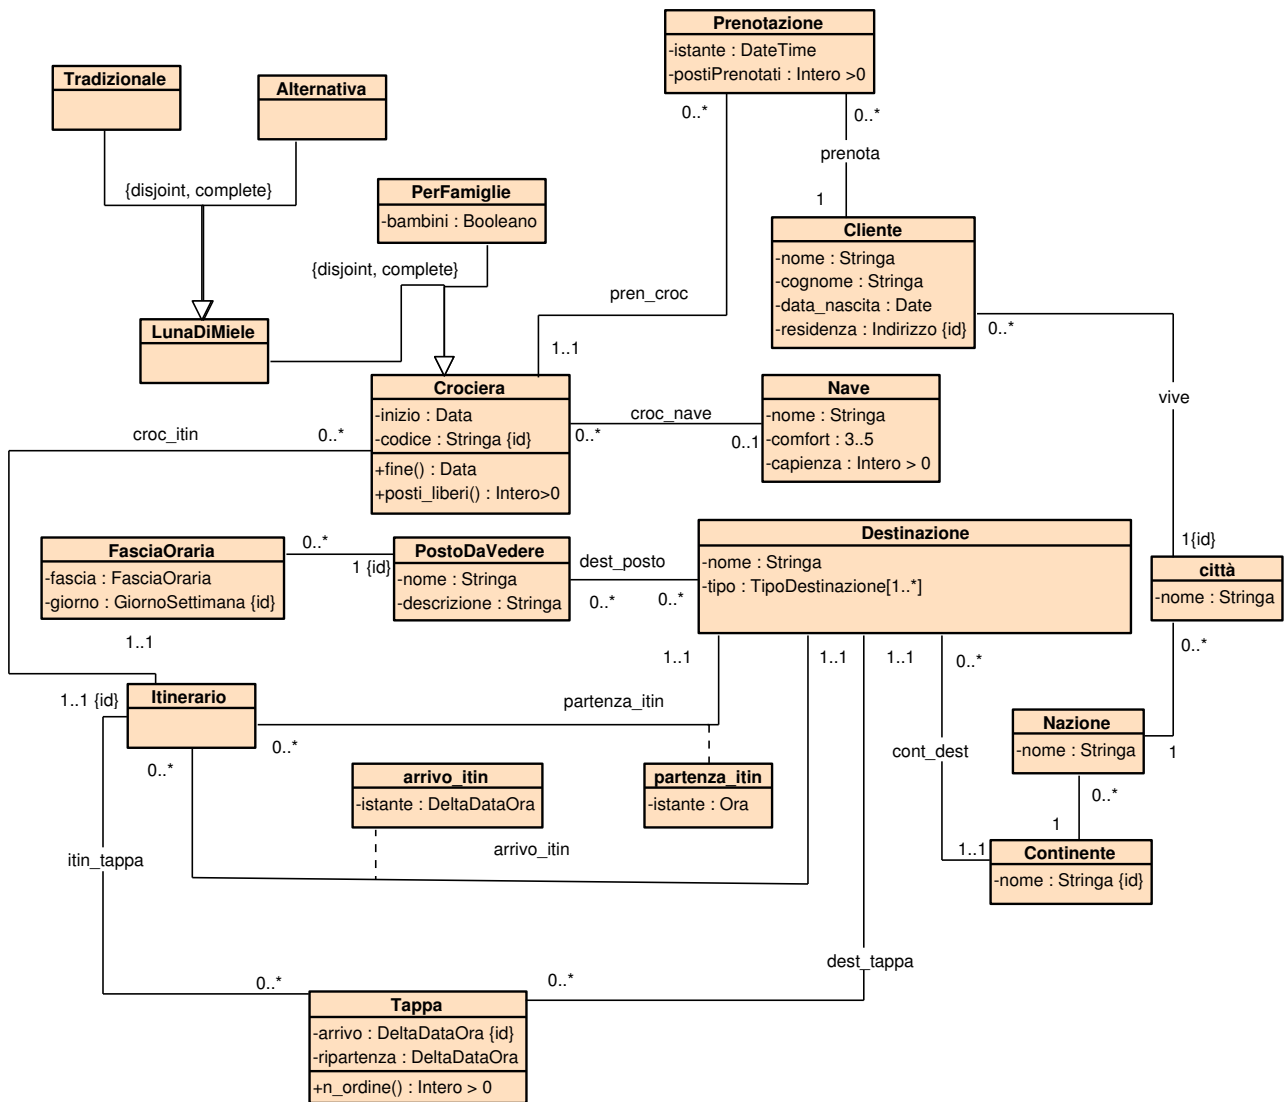 Prenotazione
-istante : DateTime
-postiPrenotati : Intero >0
0..*
0..*
prenota
1
Tradizionale
Alternativa
{disjoint, complete}
PerFamiglie
-bambini : Booleano
{disjoint, complete}
LunaDiMiele
pren_croc
1..1
Cliente
-nome : Stringa
-cognome : Stringa
-data_nascita : Date
-residenza : Indirizzo {id}
0..*
vive
1{id}
Crociera
-inizio : Data
-codice : Stringa {id}
+fine() : Data
+posti_liberi() : Intero>0
croc_itin
0..*
0..*
croc_nave
0..1
Nave
-nome : Stringa
-comfort : 3..5
-capienza : Intero > 0
FasciaOraria
-fascia : FasciaOraria
-giorno : GiornoSettimana {id}
0..*
1 {id}
PostoDaVedere
-nome : Stringa
-descrizione : Stringa
dest_posto
0..*
0..*
Destinazione
-nome : Stringa
-tipo : TipoDestinazione[1..*]
città
-nome : Stringa
1..1
1..1
1..1
1..1
0..*
0..*
1..1 {id}
Itinerario
partenza_itin
0..*
0..*
cont_dest
Nazione
-nome : Stringa
1
0..*
1
arrivo_itin
-istante : DeltaDataOra
partenza_itin
-istante : Ora
arrivo_itin
itin_tappa
1..1
Continente
-nome : Stringa {id}
dest_tappa
0..*
0..*
Tappa
-arrivo : DeltaDataOra {id}
-ripartenza : DeltaDataOra
+n_ordine() : Intero > 0